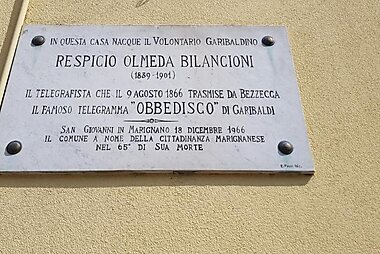 IN QUESTA CASA NACQUE IL VOLONTARIO GARIBALDINO
RESPICIO OLMEDA BILANCIONI
(1839-1901)
IL TELEGRAFISTA CHE IL 9 AGOSTO 1866 TRASMISE DA BEZZECCA
IL FAMOSO TELEGRAMMA "OBBEDISCO" DI GARIBALDI
SAN GIOVANNI IN MARIGNANO 18 DICEMBRE 1966
IL COMUNE A NOME DELLA CITTADINANZA MARIGNANESE
NEL 65° DI SUA MORTE